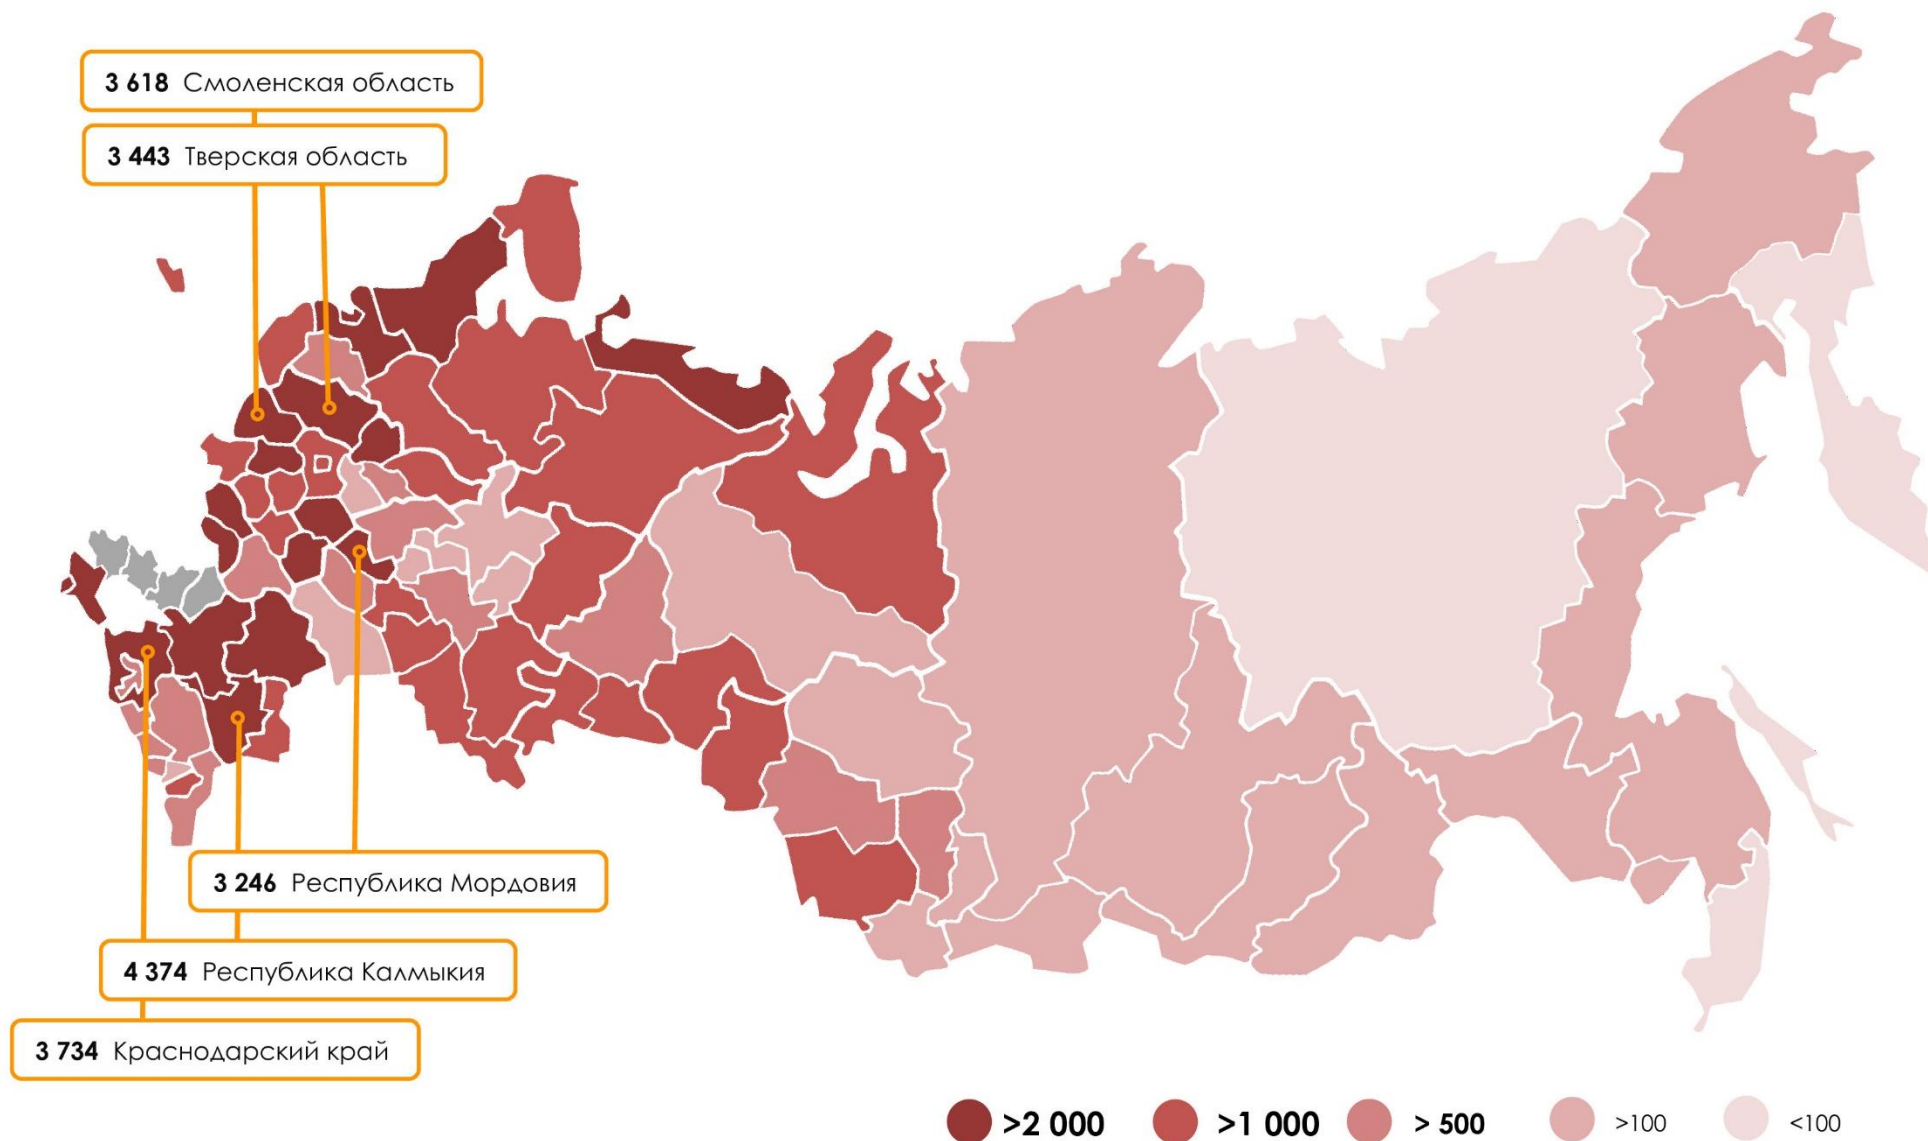 3 618 Смоленская область
3 443 Тверская область
3 246 Республика Мордовия
4 374 Республика Калмыкия
3 734 Краснодарский край
>2 000 >1 000 > 500 >100 <100